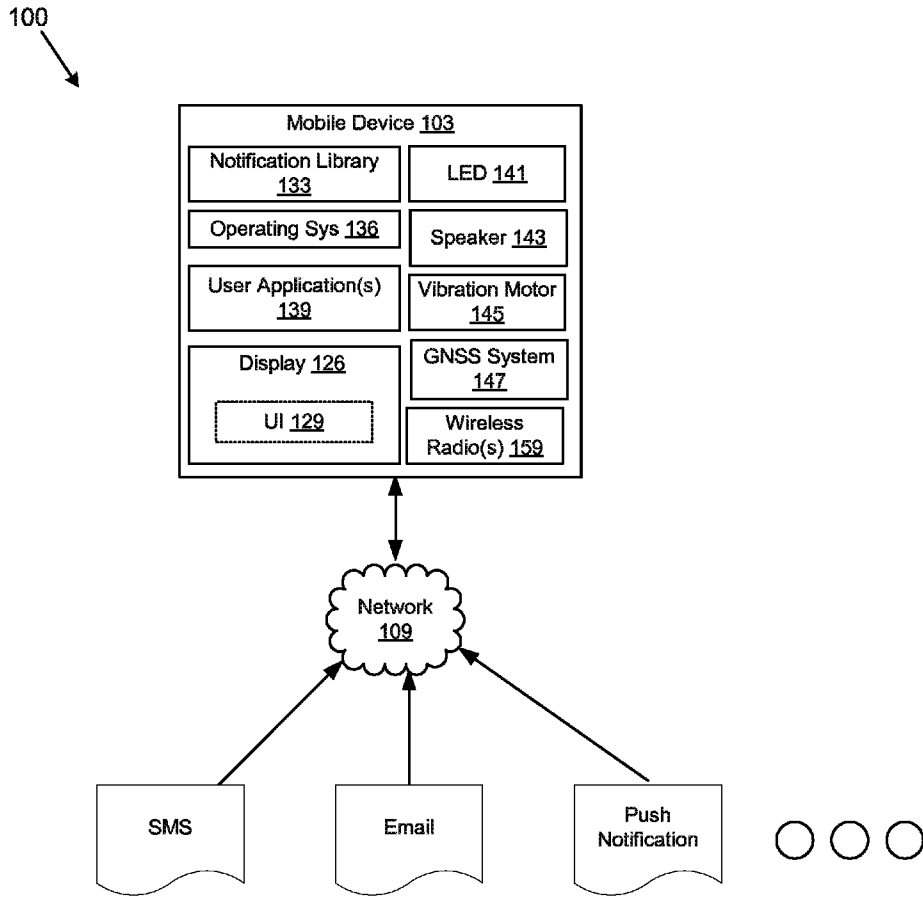 100
Mobile Device 103
Notification Library
133
LED 141
Operating Sys 136
Speaker 143
User Application(s)
139
Vibration Motor
145
Display 126
GNSS System
147
UI 129
Wireless
Radio(s) 159
Network
109
SMS
Email
Push
Notification